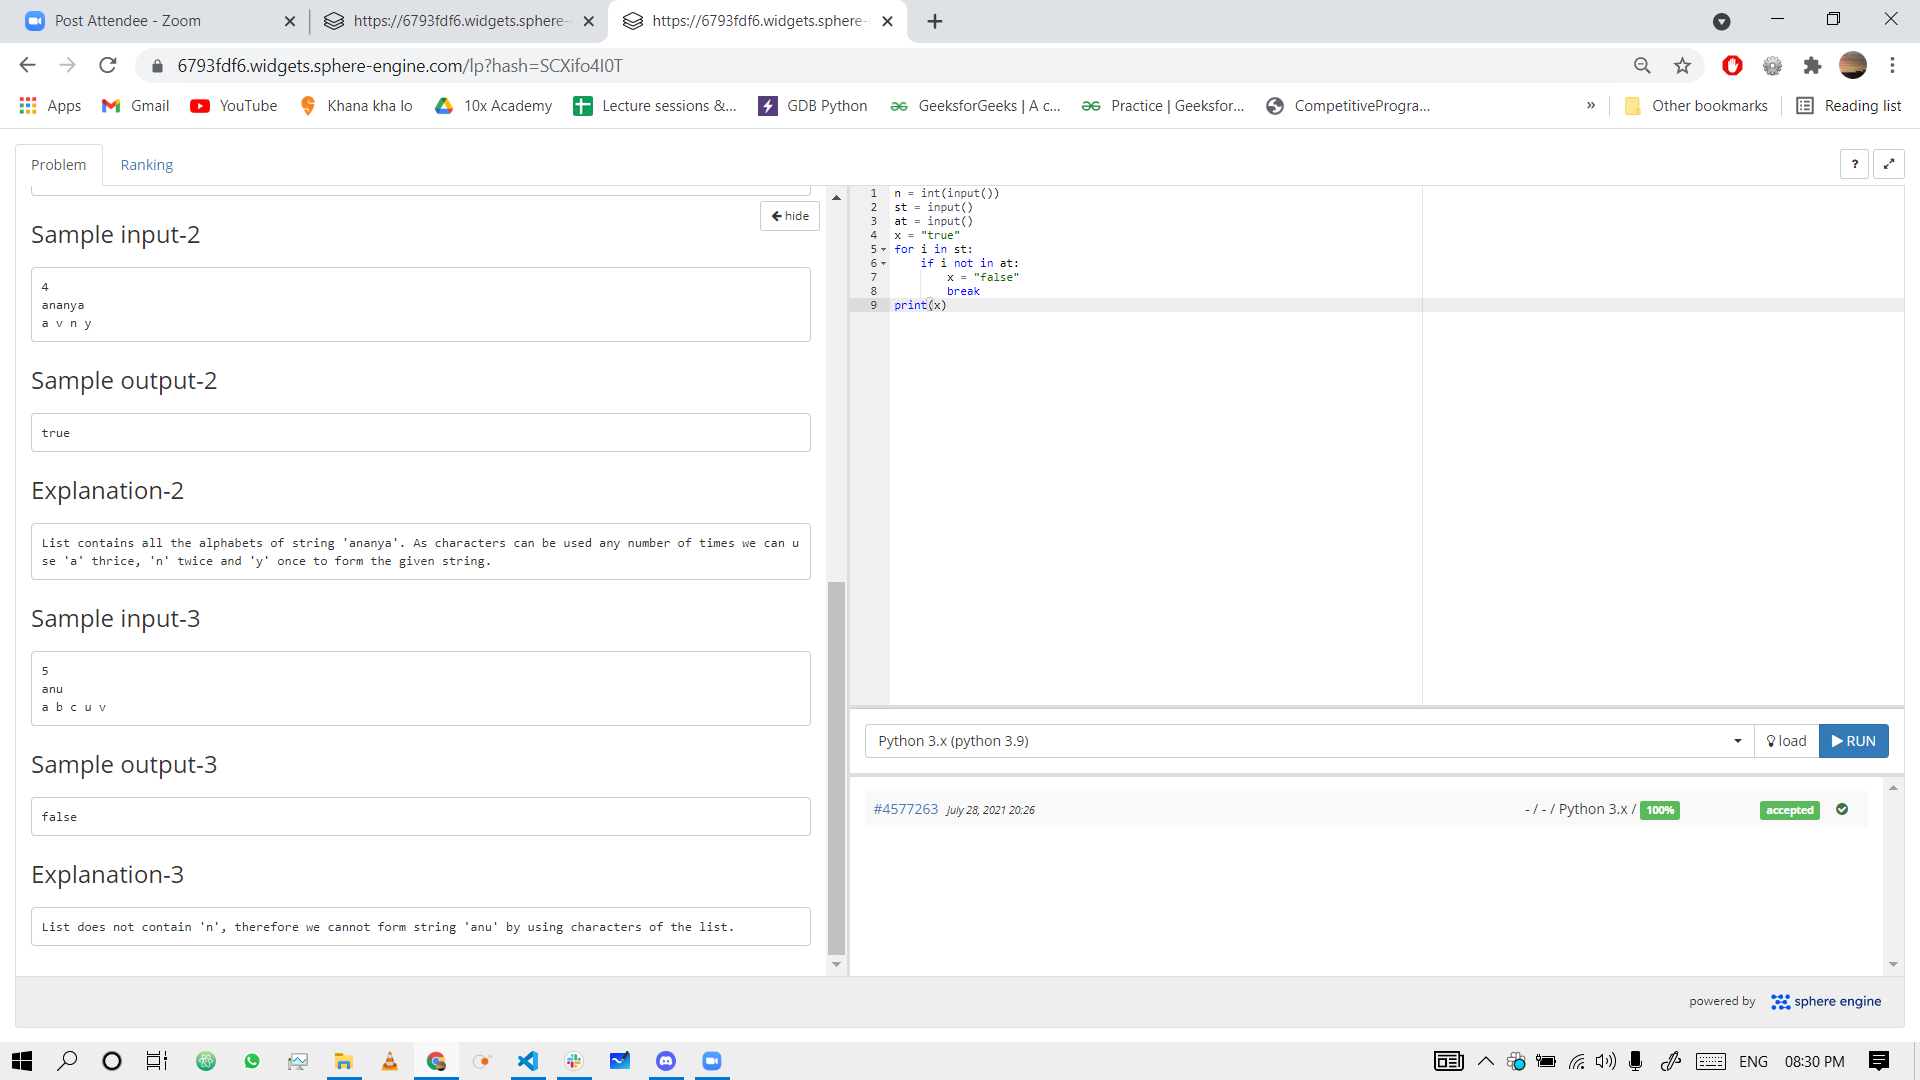 Post Attendee - Zoom
https://6793fdf6.widgets.sphere-
https://6793fdf6.widgets.sphere-
6793fdf6.widgets.sphere-engine.com/lp?hash=SCXifo4I0T
Apps
Gmail
YouTube
Khana kha lo
10x Academy
Lecture sessions &...
GDB Python
GeeksforGeeks | A c...
Practice | Geeksfor...
CompetitiveProgra...
»
Other bookmarks
Reading list
Problem
Ranking
?
hide
Sample input-2
4
ananya
a v n y
Sample output-2
true
Explanation-2
List contains all the alphabets of string 'ananya'. As characters can be used any number of times we can u
se 'a' thrice, 'n' twice and 'y' once to form the given string.
Sample input-3
5
anu
a b c u v
Sample output-3
false
Explanation-3
List does not contain 'n', therefore we cannot form string 'anu' by using characters of the list.
1 n = int(input())
2 st = input()
3 at = input()
4 x = "true"
5 for i in st:
6 if i not in at:
7 x = "false"
8 break
9 print(x)
Python 3.x (python 3.9)
load
RUN
#4577263 July 28, 2021 20:26
- / - / Python 3.x / 100%
accepted
powered by sphere engine
ENG
08:30 PM